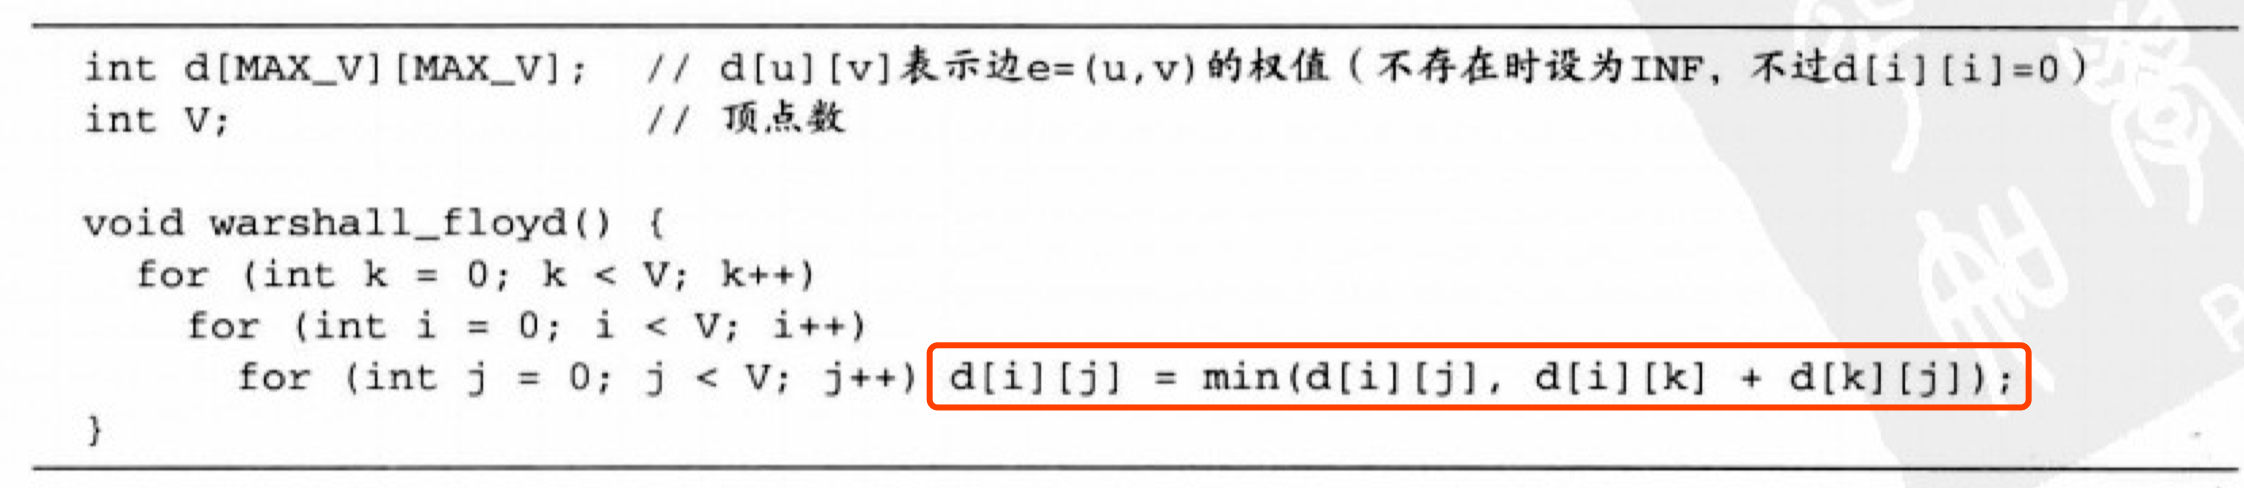 int d[MAX_V][MAX_V]; // d[u][v]表示边e=(u,v)的权值（不存在时设为INF, 不过d[i][i]=0）
int V; // 顶点数
void warshall_floyd() {
for (int k = 0; k < V; k++)
for (int i = 0; i < V; i++)
for (int j = 0; j < V; j++) d[i][j] = min(d[i][j], d[i][k] + d[k][j]);
}